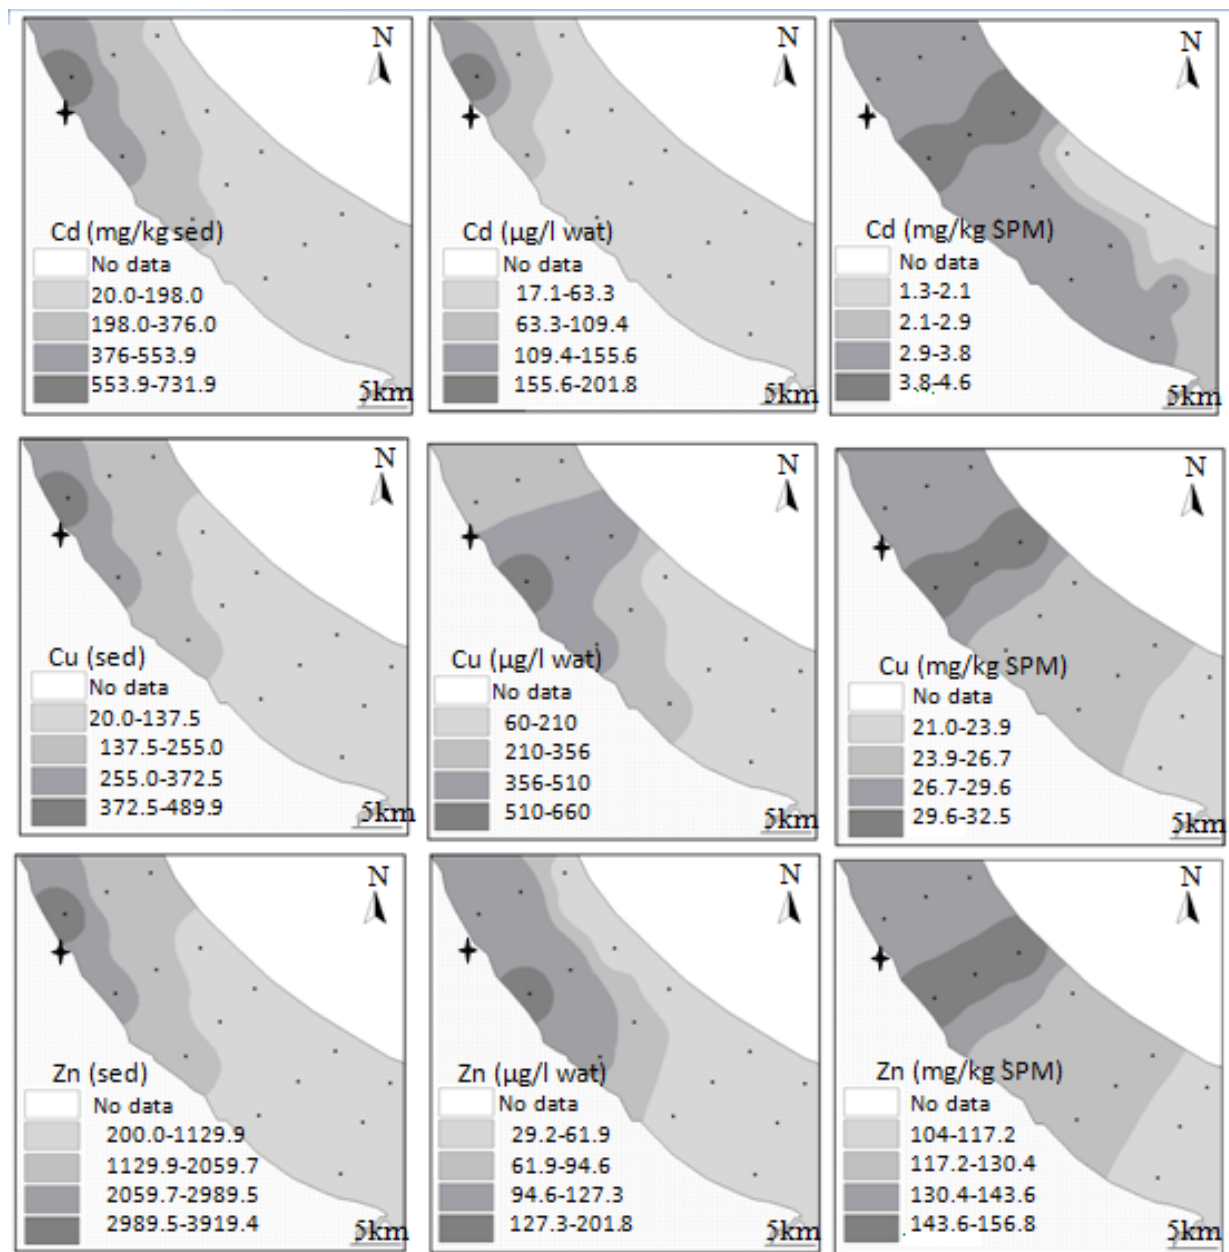 N
Cd (mg/kg sed)
No data
20.0-198.0
198.0-376.0
376-553.9
553.9-731.9
5km
N
Cd (µg/l wat)
No data
17.1-63.3
63.3-109.4
109.4-155.6
155.6-201.8
5km
N
Cd (mg/kg SPM)
No data
1.3-2.1
2.1-2.9
2.9-3.8
3.8-4.6
5km
N
Cu (sed)
No data
20.0-137.5
137.5-255.0
255.0-372.5
372.5-489.9
5km
N
Cu (µg/l wat)
No data
60-210
210-356
356-510
510-660
5km
N
Cu (mg/kg SPM)
No data
21.0-23.9
23.9-26.7
26.7-29.6
29.6-32.5
5km
N
Zn (sed)
No data
200.0-1129.9
1129.9-2059.7
2059.7-2989.5
2989.5-3919.4
5km
N
Zn (µg/l wat)
No data
29.2-61.9
61.9-94.6
94.6-127.3
127.3-201.8
5km
N
Zn (mg/kg SPM)
No data
104-117.2
117.2-130.4
130.4-143.6
143.6-156.8
5km